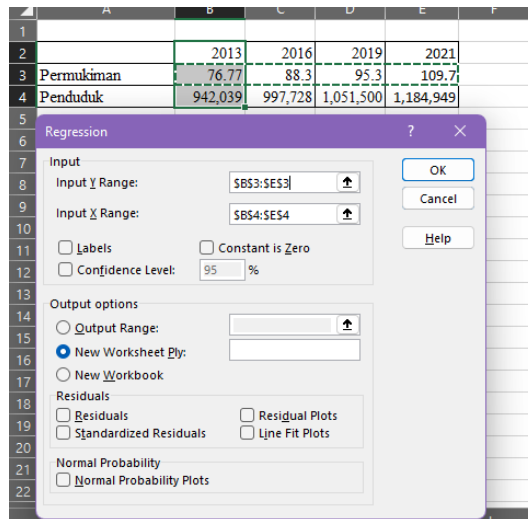 A B C D E F
1
2 2013 2016 2019 2021
3 Permukiman 76.77 88.3 95.3 109.7
4 Penduduk 942,039 997,728 1,051,500 1,184,949
5
6 Regression ? ×
7 Input
8 Input Y Range: $B$3:$E$3 OK
9 Input X Range: $B$4:$E$4 Cancel
10 Help
11 Labels Constant is Zero
12 Confidence Level: 95 %
13
14 Output options
15 Output Range:
16 New Worksheet Ply:
17 New Workbook
18 Residuals
19 Residuals Residual Plots
20 Standardized Residuals Line Fit Plots
21 Normal Probability
22 Normal Probability Plots